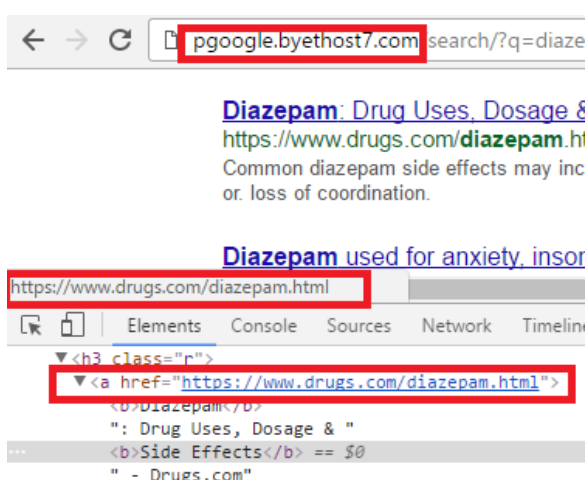 pgoogle.byethost7.com/search/?q=diaze
Diazepam: Drug Uses, Dosage &
https://www.drugs.com/diazepam.ht
Common diazepam side effects may inc
or. loss of coordination.
Diazepam used for anxiety, insor
https://www.drugs.com/diazepam.html
Elements Console Sources Network Timeline
▼<h3 class="r">
▼<a href="https://www.drugs.com/diazepam.html">
<b>Diazepam</b>
": Drug Uses, Dosage & "
... <b>Side Effects</b> == $0
" - Drugs.com"